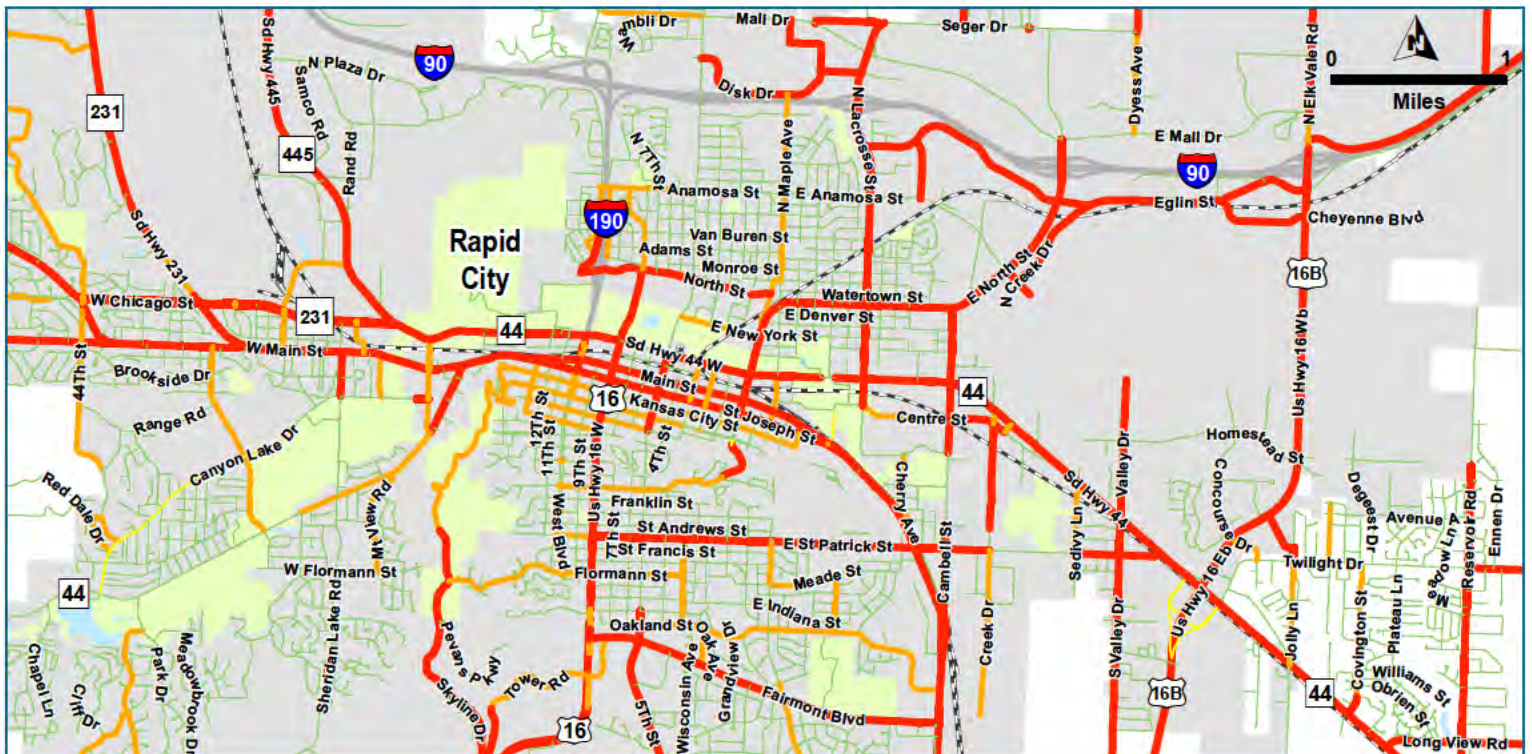 Sd Hwy 445
Wambli Dr
Mall Dr
Seger Dr
Dyess Ave
N ElkVale Rd
N
0 1
Miles
N Plaza Dr
90
Samco Rd
Disk Dr
231
445
Rand Rd
N 7Th St
N Maple Ave
N Lacrosse St
E Mall Dr
90
Anamosa St
E Anamosa St
Eglin St
Cheyenne Blvd
190
Sd Hwy 231
Rapid
City
Van Buren St
Adams St
Monroe St
North St
E North St
N Creek Dr
16B
W Chicago St
231
44
Watertown St
E Denver St
E New York St
Us Hwy 16 Wb
W Main St
Sd Hwy 44 W
44Th St
Brookside Dr
Main St
16
Kansas City St
St Joseph St
44
Centre St
Range Rd
Canyon Lake Dr
12Th St
11Th St
9Th St
4Th St
Us Hwy 16 W
Cherry Ave
N Valley Dr
Sd Hwy 44
Homestead St
Concourse Dr
Degeest Dr
Reservoir Rd
Ennen Dr
Red Dale Dr
Mt View Rd
West Blvd
Franklin St
7Th St
St Andrews St
St Francis St
E St Patrick St
Cambell St
Sedivy Ln
Avenue A
Meadow Ln
W Flormann St
Flormann St
Meade St
Us Hwy 16 Eb
Twilight Dr
44
Sheridan Lake Rd
Pevans Pkwy
E Indiana St
Oakland St
Oak Ave
Grandview Dr
Creek Dr
S Valley Dr
Jolly Ln
Covington St
Plateau Ln
Chapel Ln
Cliff Dr
Park Dr
Meadowbrook Dr
Skyline Dr
Tower Rd
16
5Th St
Wisconsin Ave
Fairmont Blvd
16B
44
Williams St
Obrien St
Long View Rd